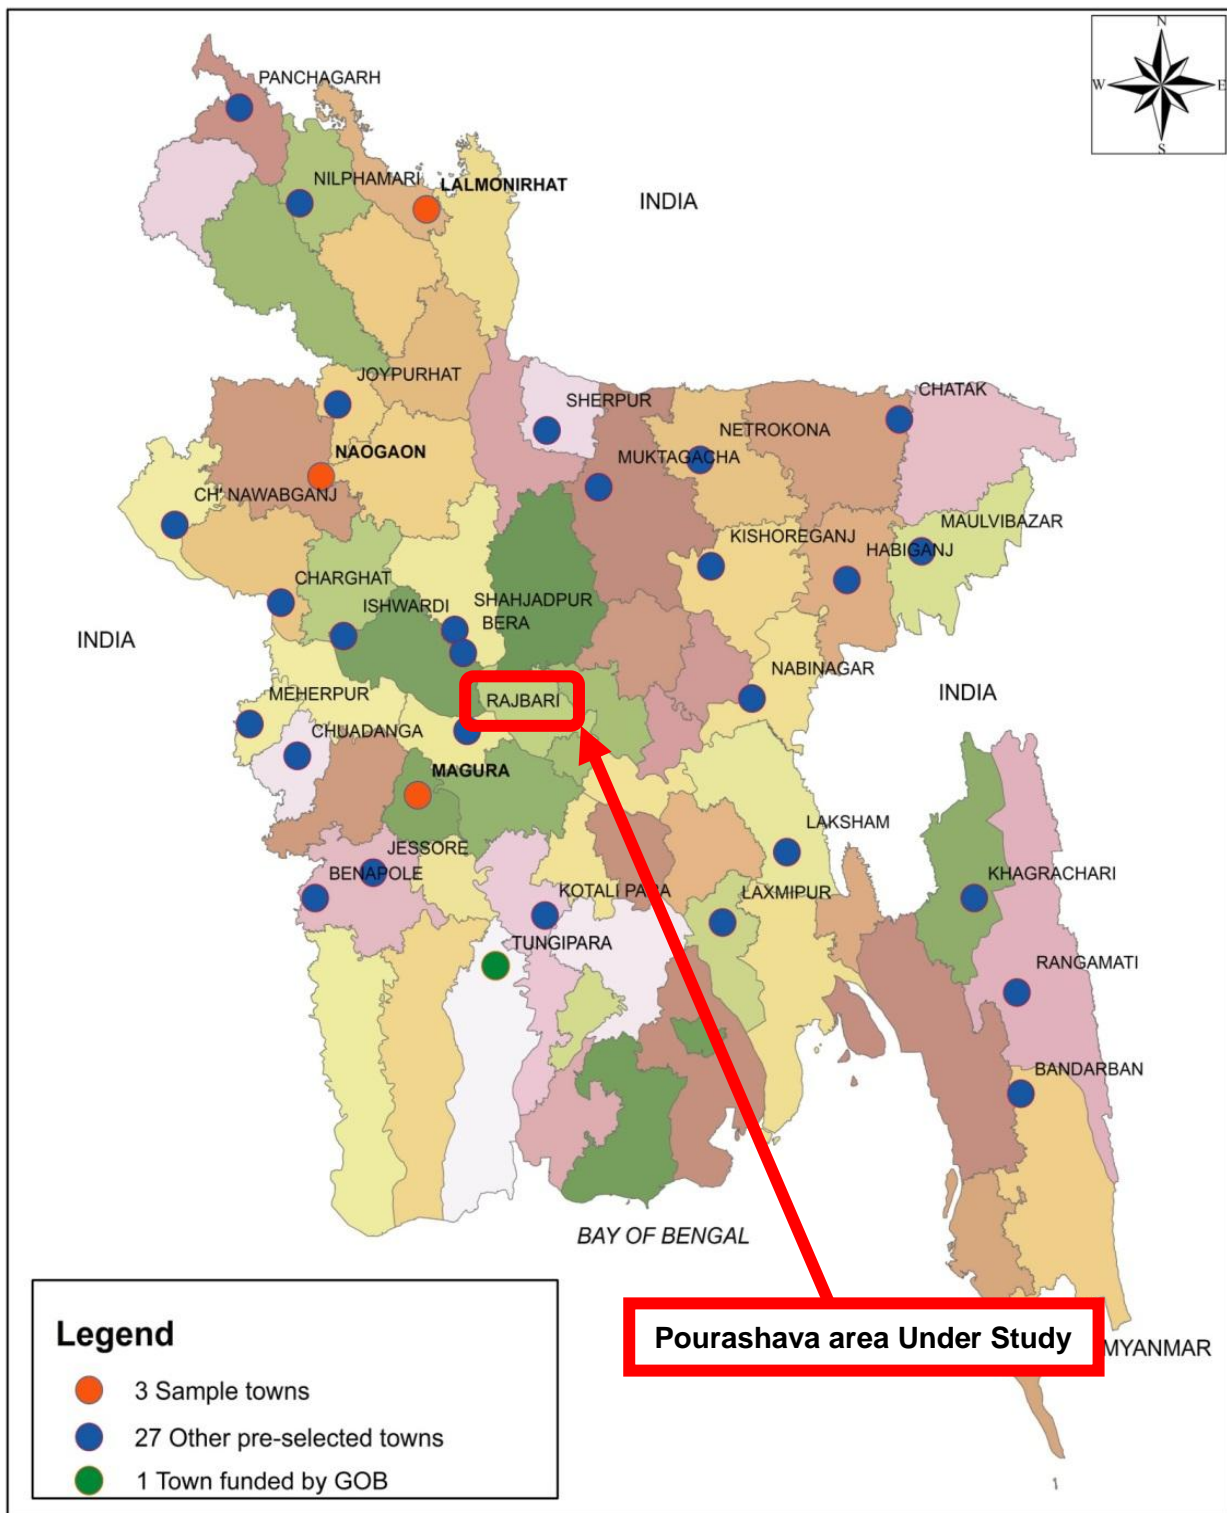 N
W
E
S
PANCHAGARH
NILPHAMARI
LALMONIRHAT
INDIA
JOYPURHAT
SHERPUR
CHATAK
NETROKONA
NAOGAON
MUKTAGACHA
CH' NAWABGANJ
MAULVIBAZAR
KISHOREGANJ
HABIGANJ
CHARGHAT
ISHWARDI
SHAHJADPUR
BERA
INDIA
NABINAGAR
MEHERPUR
RAJBARI
INDIA
CHUADANGA
MAGURA
LAKSHAM
JESSORE
BENAPOLE
KHAGRACHARI
KOTALI PARA
LAXMIPUR
TUNGIPARA
RANGAMATI
BANDARBAN
BAY OF BENGAL
Pourashava area Under Study
MYANMAR
Legend
3 Sample towns
27 Other pre-selected towns
1 Town funded by GOB
1